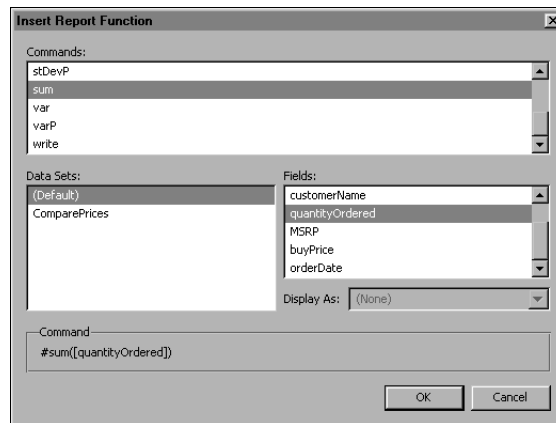 Insert Report Function
Commands:
stDevP
sum
var
varP
write
Data Sets:
(Default)
ComparePrices
Fields:
customerName
quantityOrdered
MSRP
buyPrice
orderDate
Display As: (None)
Command
#sum([quantityOrdered])
OK Cancel